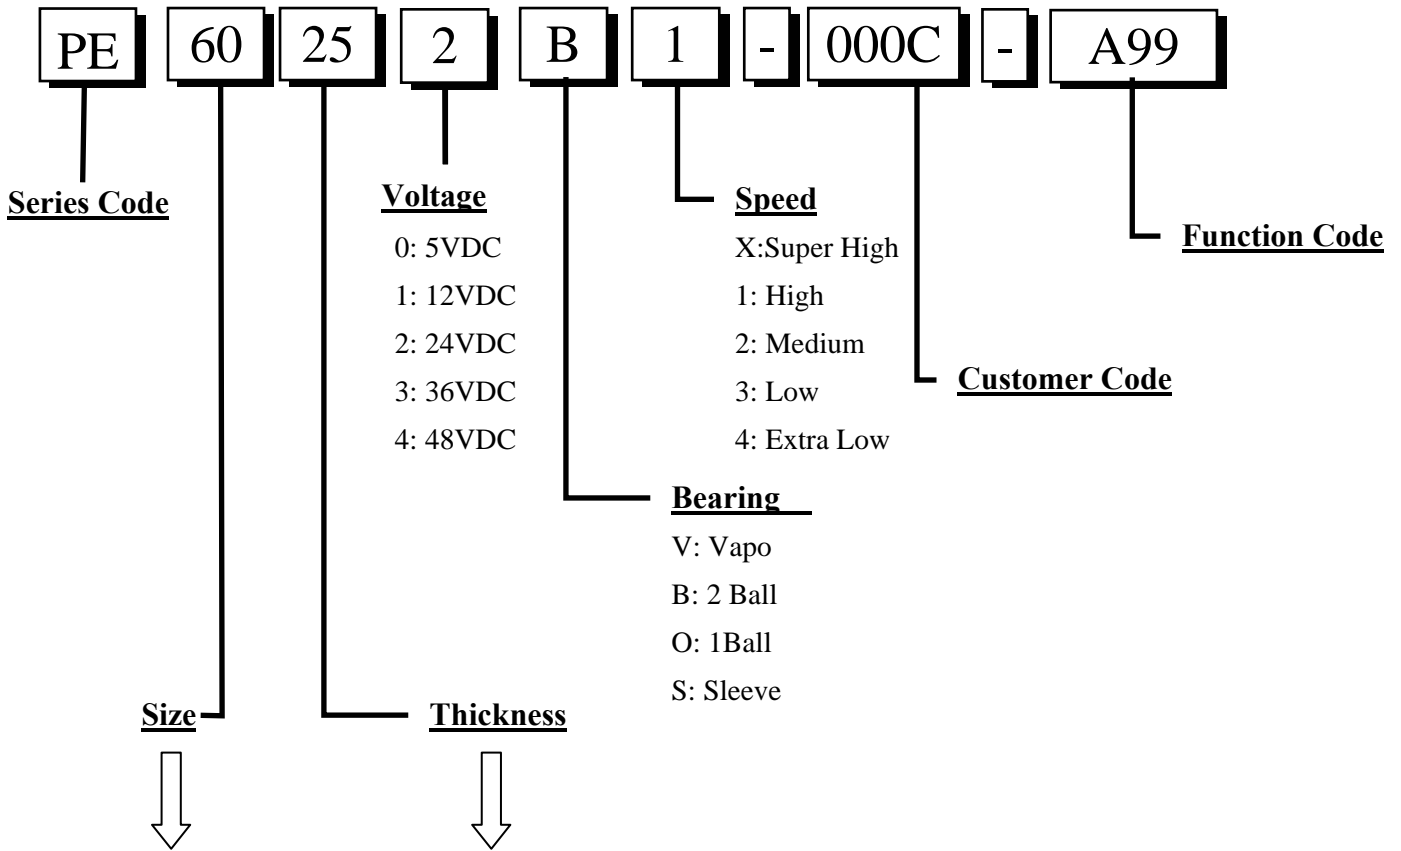 PE 60 25 2 B 1 - 000C - A99
Series Code
Voltage
0: 5VDC
1: 12VDC
2: 24VDC
3: 36VDC
4: 48VDC
Speed
X:Super High
1: High
2: Medium
3: Low
4: Extra Low
Function Code
Customer Code
Bearing
V: Vapo
B: 2 Ball
O: 1Ball
S: Sleeve
Size
Thickness